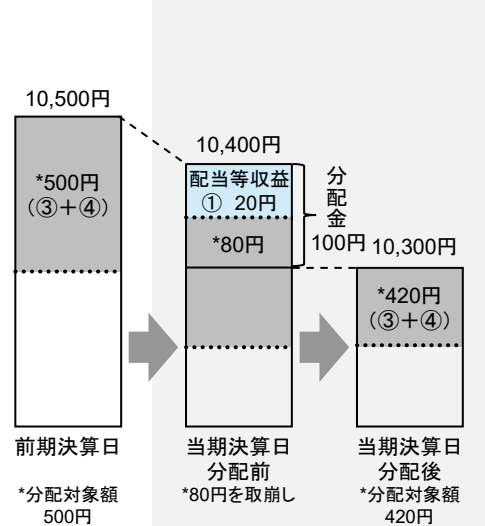 10,500円
*500円
（③＋④）
前期決算日
*分配対象額
500円
10,400円
配当等収益
① 20円
*80円
分配金
100円
当期決算日
分配前
*80円を取崩し
10,300円
*420円
（③＋④）
当期決算日
分配後
*分配対象額
420円